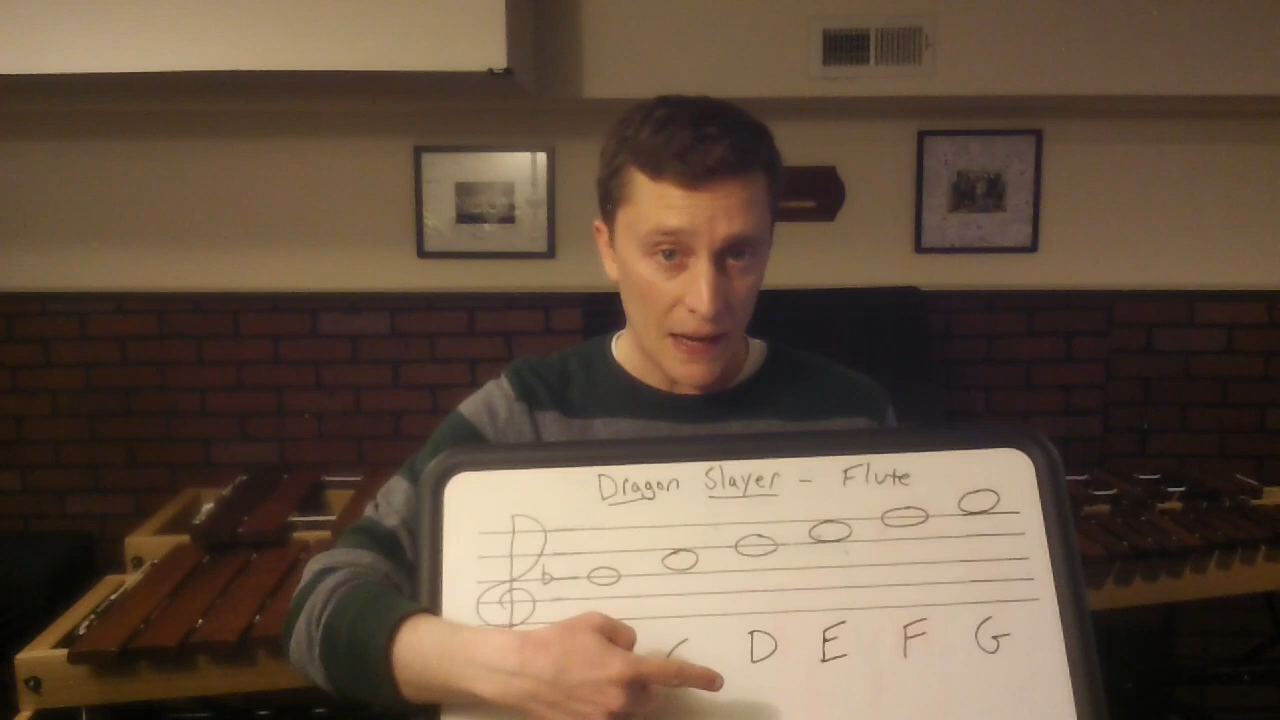 Dragon Slayer - Flute
♭
D E F G